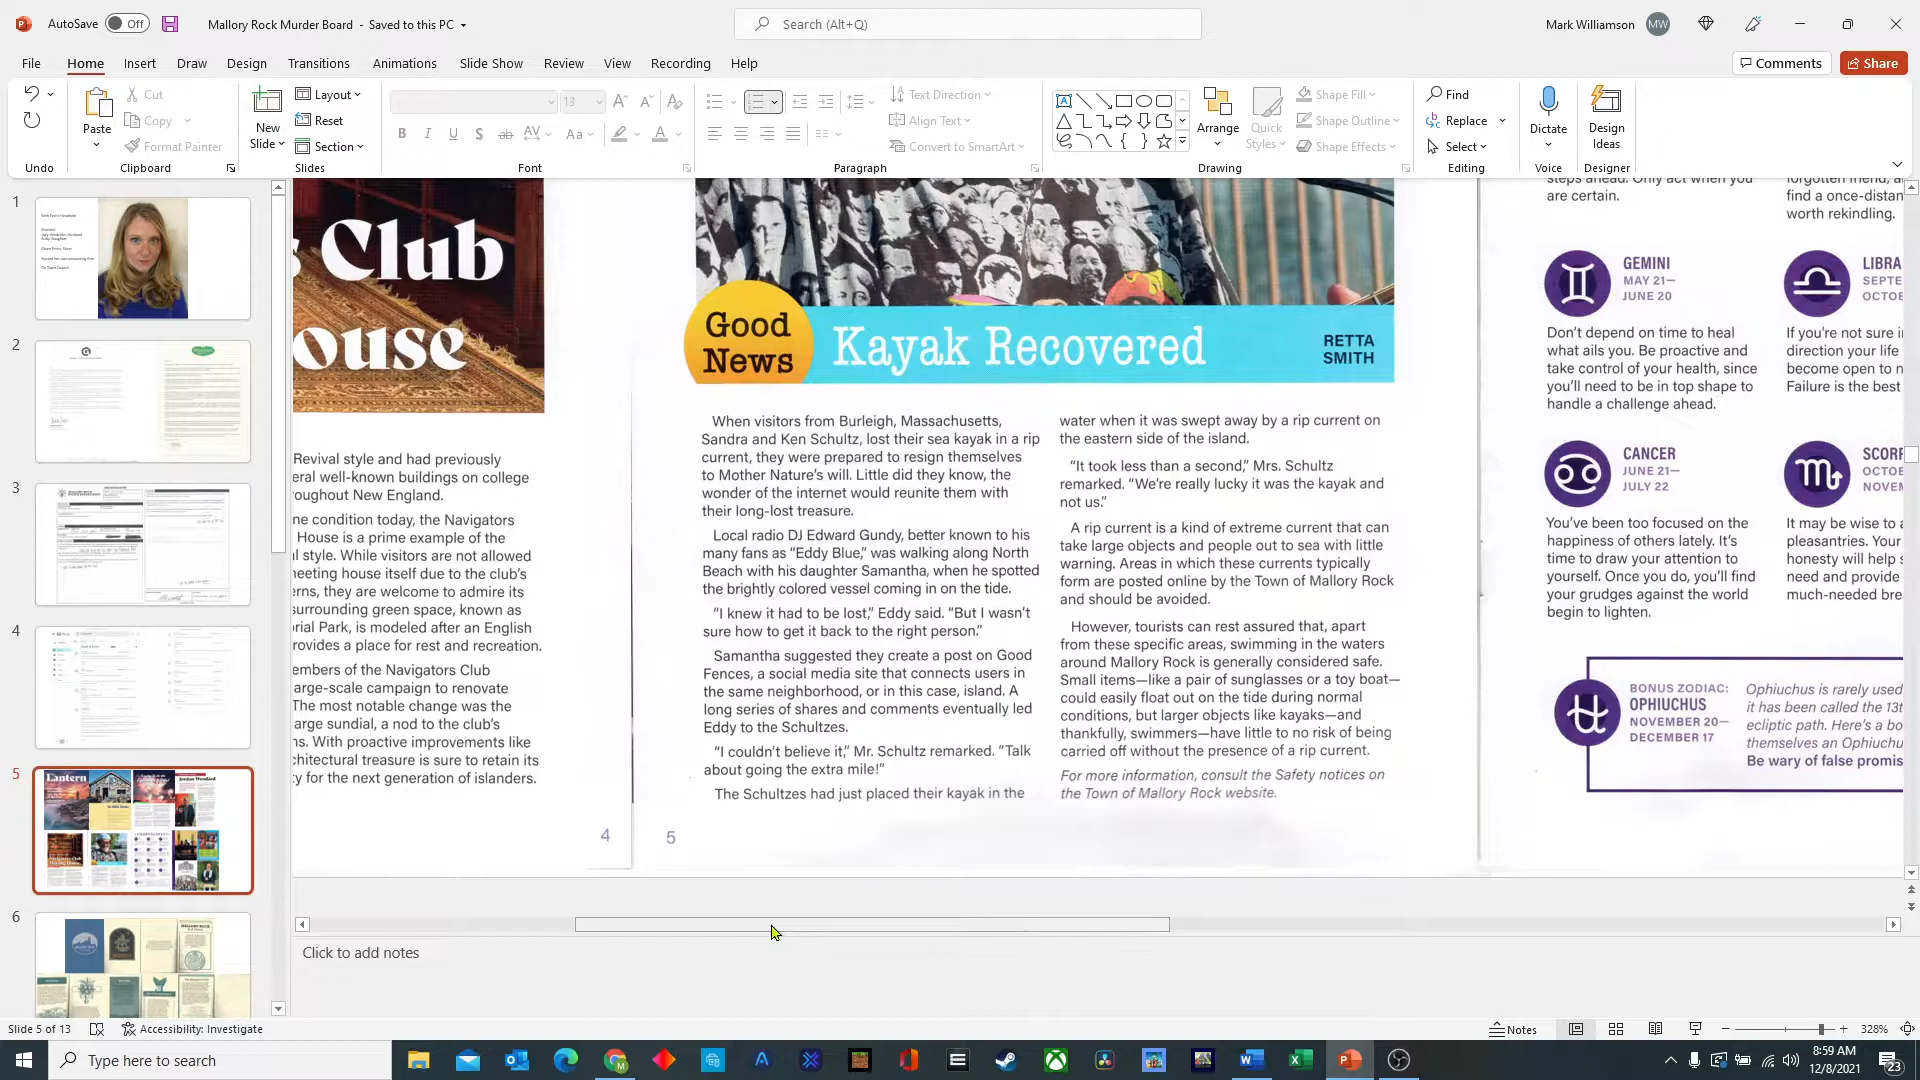 AutoSave Off Mallory Rock Murder Board - Saved to this PC Search (Alt+Q) Mark Williamson MW
File Home Insert Draw Design Transitions Animations Slide Show Review View Recording Help Comments Share
Cut
Copy
Format Painter
Paste
New
Slide
Layout
Reset
Section
13
Text Direction
Align Text
Convert to SmartArt
Arrange
Quick
Styles
Shape Fill
Shape Outline
Shape Effects
Find
Replace
Select
Dictate
Design
Ideas
Undo Clipboard Slides Font Paragraph Drawing Editing Voice Designer
1
2
3
4
5
Lantern
Jordan Woodard
6
s Club
ouse
Revival style and had previously
eral well-known buildings on college
roughout New England.
ne condition today, the Navigators
House is a prime example of the
al style. While visitors are not allowed
neeting house itself due to the club's
erns, they are welcome to admire its
surrounding green space, known as
rial Park, is modeled after an English
rovides a place for rest and recreation.
embers of the Navigators Club
arge-scale campaign to renovate
The most notable change was the
arge sundial, a nod to the club's
ns. With proactive improvements like
chitectural treasure is sure to retain its
y for the next generation of islanders.
4
Good
News
Kayak Recovered
RETTA
SMITH
When visitors from Burleigh, Massachusetts,
Sandra and Ken Schultz, lost their sea kayak in a rip
current, they were prepared to resign themselves
to Mother Nature's will. Little did they know, the
wonder of the internet would reunite them with
their long-lost treasure.
Local radio DJ Edward Gundy, better known to his
many fans as "Eddy Blue," was walking along North
Beach with his daughter Samantha, when he spotted
the brightly colored vessel coming in on the tide.
"I knew it had to be lost," Eddy said. "But I wasn't
sure how to get it back to the right person."
Samantha suggested they create a post on Good
Fences, a social media site that connects users in
the same neighborhood, or in this case, island. A
long series of shares and comments eventually led
Eddy to the Schultzes.
"I couldn't believe it," Mr. Schultz remarked. "Talk
about going the extra mile!"
The Schultzes had just placed their kayak in the
water when it was swept away by a rip current on
the eastern side of the island.
"It took less than a second," Mrs. Schultz
remarked. "We're really lucky it was the kayak and
not us."
A rip current is a kind of extreme current that can
take large objects and people out to sea with little
warning. Areas in which these currents typically
form are posted online by the Town of Mallory Rock
and should be avoided.
However, tourists can rest assured that, apart
from these specific areas, swimming in the waters
around Mallory Rock is generally considered safe.
Small items—like a pair of sunglasses or a toy boat—
could easily float out on the tide during normal
conditions, but larger objects like kayaks—and
thankfully, swimmers—have little to no risk of being
carried off without the presence of a rip current.
For more information, consult the Safety notices on
the Town of Mallory Rock website.
5
steps ahead. Only act when you
are certain.
GEMINI
MAY 21—
JUNE 20
Don't depend on time to heal
what ails you. Be proactive and
take control of your health, since
you'll need to be in top shape to
handle a challenge ahead.
CANCER
JUNE 21—
JULY 22
You've been too focused on the
happiness of others lately. It's
time to draw your attention to
yourself. Once you do, you'll find
your grudges against the world
begin to lighten.
forgotten friend, a
find a once-distan
worth rekindling.
LIBRA
SEPTE
OCTOE
If you're not sure i
direction your life
become open to n
Failure is the best
SCORP
OCTOE
NOVEM
It may be wise to a
pleasantries. Your
honesty will help s
need and provide
much-needed bre
BONUS ZODIAC:
OPHIUCHUS
NOVEMBER 20—
DECEMBER 17
Ophiuchus is rarely used
it has been called the 13t
ecliptic path. Here's a bo
themselves an Ophiuchu
Be wary of false promis
Click to add notes
Slide 5 of 13 Accessibility: Investigate Notes 328%
Type here to search
8:59 AM
12/8/2021
23